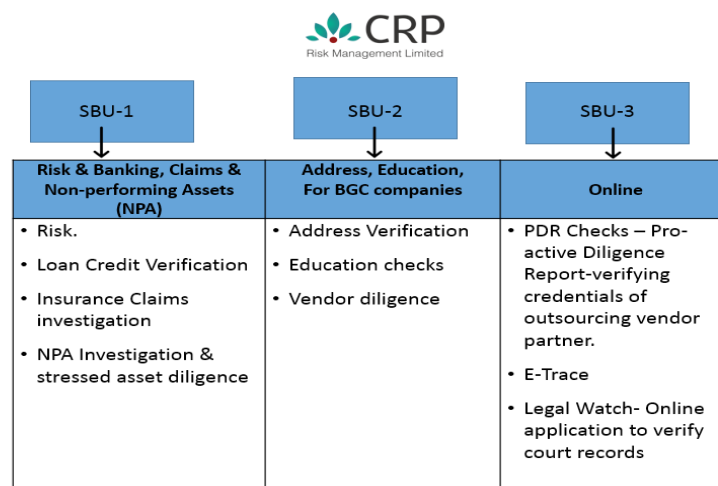 CRP
Risk Management Limited
SBU-1
SBU-2
SBU-3
Risk & Banking, Claims &
Non-performing Assets
(NPA)
Address, Education,
For BGC companies
Online
• Risk.
• Loan Credit Verification
• Insurance Claims
investigation
• NPA Investigation &
stressed asset diligence
• Address Verification
• Education checks
• Vendor diligence
• PDR Checks – Pro-
active Diligence
Report-verifying
credentials of
outsourcing vendor
partner.
• E-Trace
• Legal Watch- Online
application to verify
court records